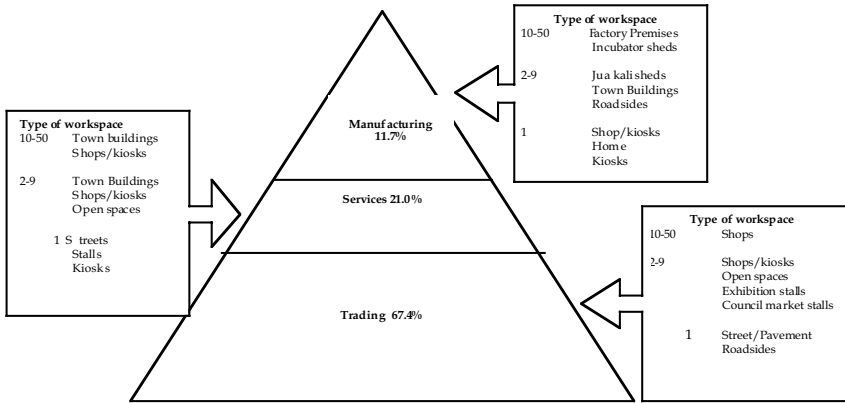 Type of workspace
10-50 Factory Premises
Incubator sheds
2-9 Jua kali sheds
Town Buildings
Roadsides
1 Shop/kiosks
Home
Kiosks
Manufacturing
11.7%
Type of workspace
10-50 Town buildings
Shops/kiosks
2-9 Town Buildings
Shops/kiosks
Open spaces
1 S treets
Stalls
Kiosks
Services 21.0%
Type of workspace
10-50 Shops
2-9 Shops/kiosks
Open spaces
Exhibition stalls
Council market stalls
1 Street/Pavement
Roadsides
Trading 67.4%